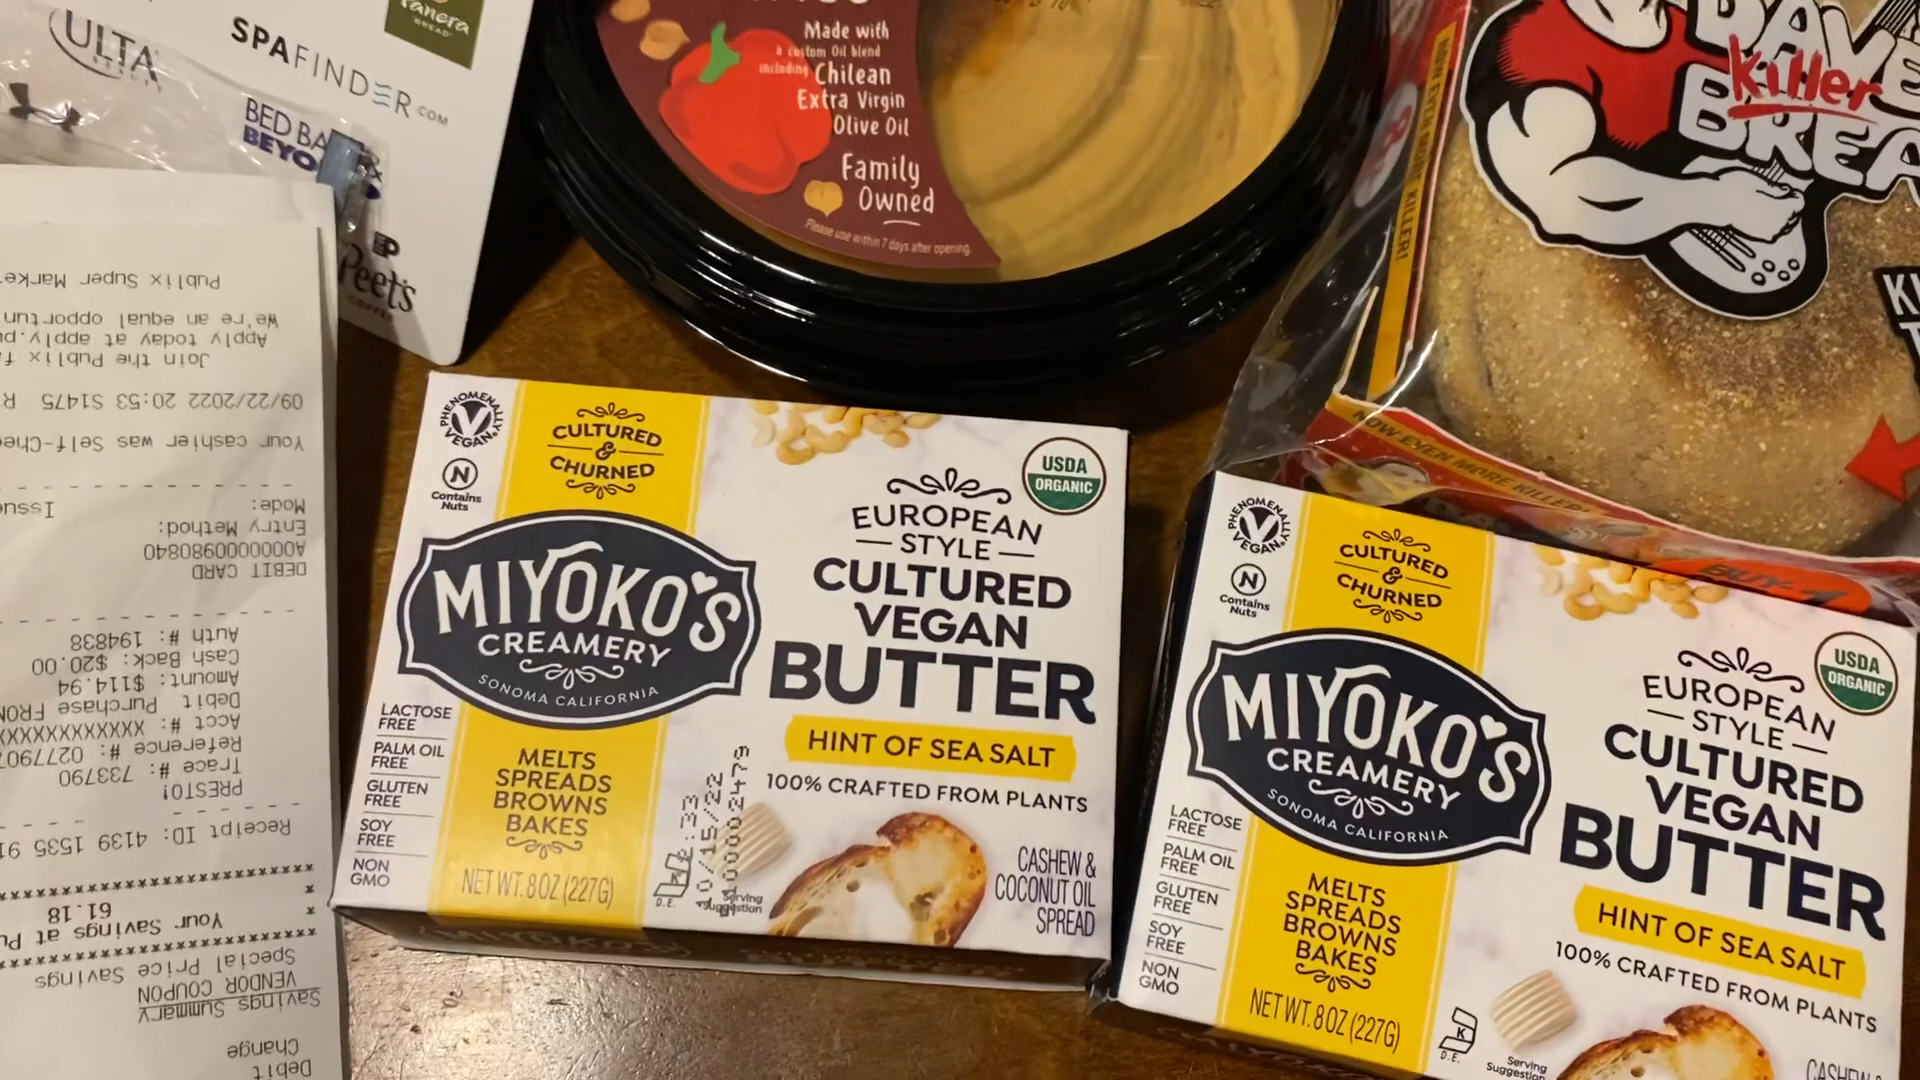 ULTA
BEAUTY
SPAFINDER.COM
Panera
BREAD
BED BA
BEYO
Peet's
COFFEE
Made with
a custom Oil blend
including Chilean
Extra Virgin
Olive Oil
Family
Owned
Please use within 7 days after opening.
DAVE'S
Killer
BREA
NOW EVEN MORE KILLER!
NOW EVEN MORE KILLER!
Debit
Change
Savings Summary
VENDOR COUPON
Special Price Savings
Your Savings at Pu
61.18
Receipt ID: 4139 1535 91
PRESTO!
Trace #: 733790
Reference #: 0277907
Acct #: XXXXXXXXXXX
Debit Purchase FROM
Amount: $114.94
Cash Back: $20.00
Auth #: 194838
DEBIT CARD
A0000000980840
Entry Method:
Mode: Issue
Your cashier was Self-Che
09/22/2022 20:53 S1475 R
Join the Publix fa
Apply today at apply.pu
We're an equal opportun
Publix Super Marke
PHENOMENALLY
VEGAN
N
Contains
Nuts
CULTURED
&
CHURNED
MIYOKO'S
CREAMERY
SONOMA CALIFORNIA
LACTOSE
FREE
PALM OIL
FREE
GLUTEN
FREE
SOY
FREE
NON
GMO
MELTS
SPREADS
BROWNS
BAKES
NET WT. 8 OZ (227G)
USDA
ORGANIC
EUROPEAN
STYLE
CULTURED
VEGAN
BUTTER
HINT OF SEA SALT
100% CRAFTED FROM PLANTS
10/15/22
K
D.E.
Serving
Suggestion
CASHEW &
COCONUT OIL
SPREAD
PHENOMENALLY
VEGAN
N
Contains
Nuts
CULTURED
&
CHURNED
MIYOKO'S
CREAMERY
SONOMA CALIFORNIA
LACTOSE
FREE
PALM OIL
FREE
GLUTEN
FREE
SOY
FREE
NON
GMO
MELTS
SPREADS
BROWNS
BAKES
NET WT. 8 OZ (227G)
USDA
ORGANIC
EUROPEAN
STYLE
CULTURED
VEGAN
BUTTER
HINT OF SEA SALT
100% CRAFTED FROM PLANTS
K
D.E.
Serving
Suggestion
CASHEW &